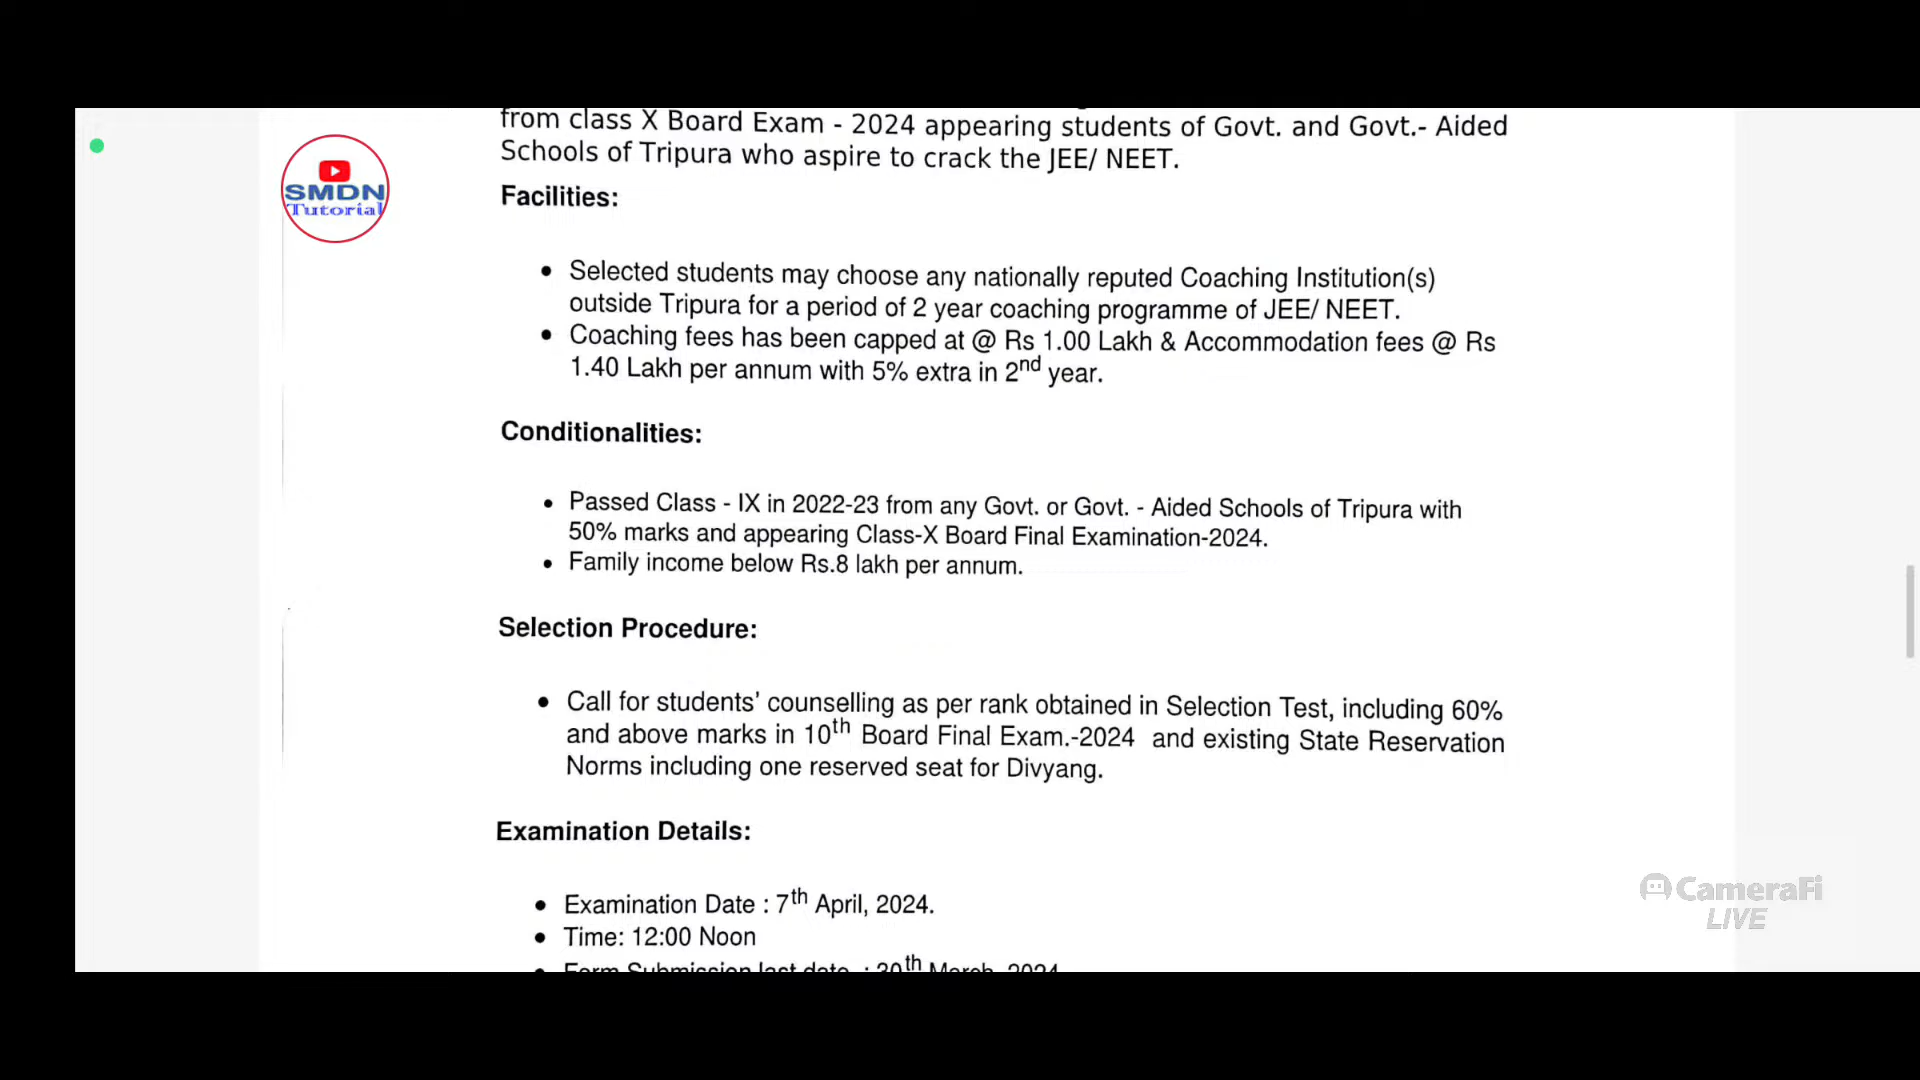 from class X Board Exam - 2024 appearing students of Govt. and Govt.- Aided
Schools of Tripura who aspire to crack the JEE/ NEET.
SMDN
Tutorial
Facilities:
• Selected students may choose any nationally reputed Coaching Institution(s)
outside Tripura for a period of 2 year coaching programme of JEE/ NEET.
• Coaching fees has been capped at @ Rs 1.00 Lakh & Accommodation fees @ Rs
1.40 Lakh per annum with 5% extra in 2nd year.
Conditionalities:
• Passed Class - IX in 2022-23 from any Govt. or Govt. - Aided Schools of Tripura with
50% marks and appearing Class-X Board Final Examination-2024.
• Family income below Rs.8 lakh per annum.
Selection Procedure:
• Call for students’ counselling as per rank obtained in Selection Test, including 60%
and above marks in 10th Board Final Exam.-2024 and existing State Reservation
Norms including one reserved seat for Divyang.
Examination Details:
• Examination Date : 7th April, 2024.
• Time: 12:00 Noon
• Form Submission last date : 30th March, 2024
CameraFi
LIVE